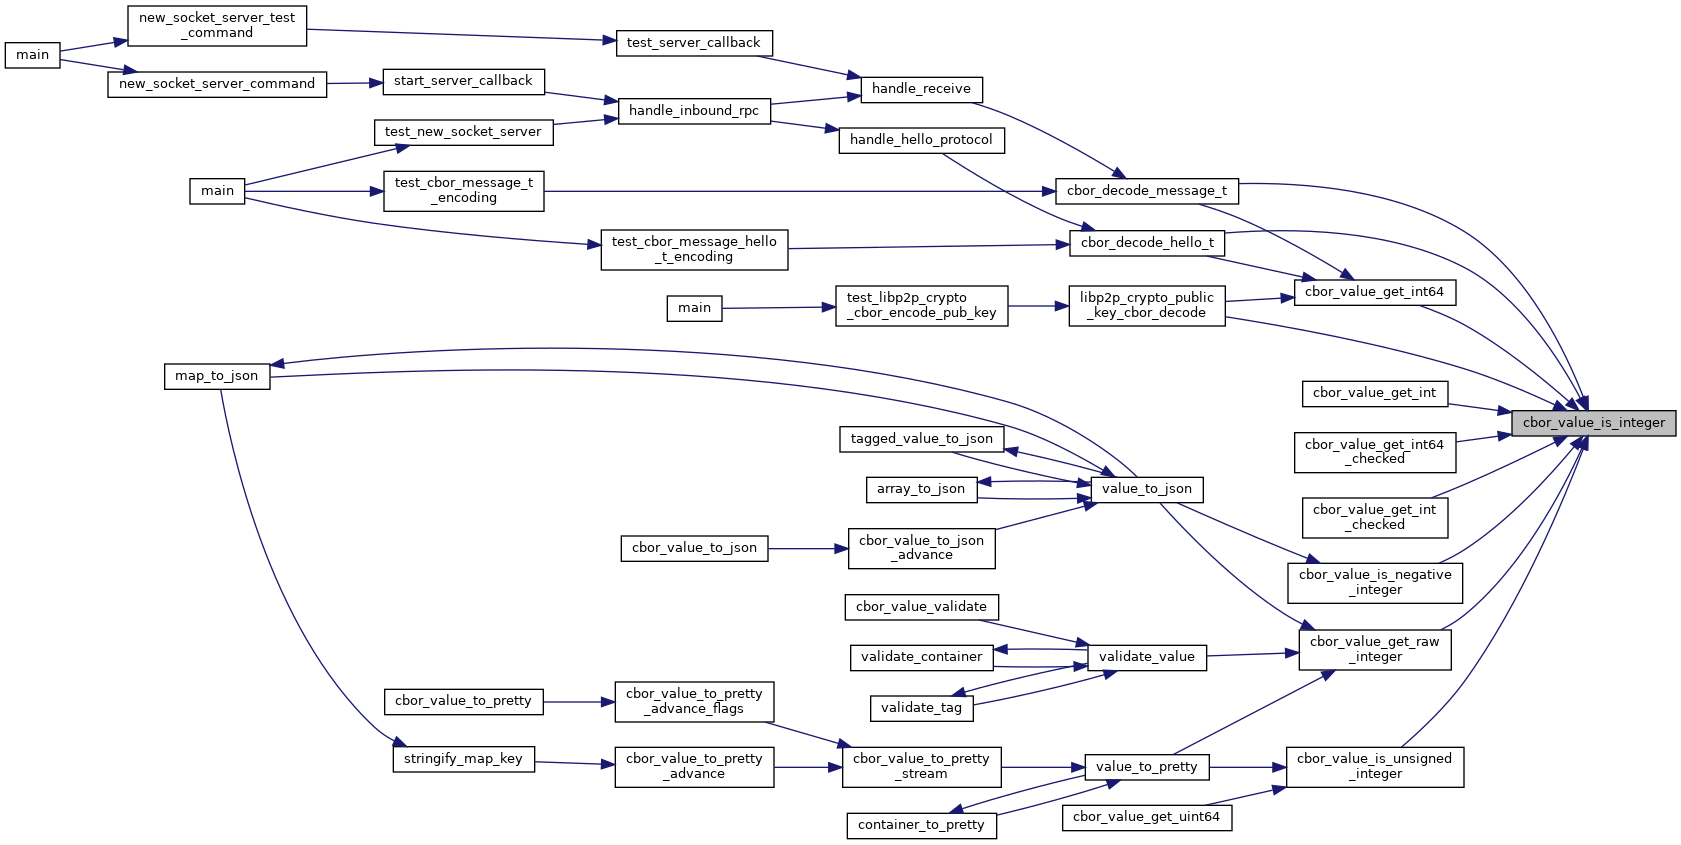 new_socket_server_test
_command
main
new_socket_server_command
start_server_callback
test_server_callback
handle_receive
handle_inbound_rpc
test_new_socket_server
handle_hello_protocol
main
test_cbor_message_t
_encoding
cbor_decode_message_t
test_cbor_message_hello
_t_encoding
cbor_decode_hello_t
cbor_value_get_int64
main
test_libp2p_crypto
_cbor_encode_pub_key
libp2p_crypto_public
_key_cbor_decode
map_to_json
cbor_value_get_int
cbor_value_is_integer
tagged_value_to_json
cbor_value_get_int64
_checked
array_to_json
value_to_json
cbor_value_get_int
_checked
cbor_value_to_json
cbor_value_to_json
_advance
cbor_value_is_negative
_integer
cbor_value_validate
cbor_value_get_raw
_integer
validate_container
validate_value
validate_tag
cbor_value_to_pretty
cbor_value_to_pretty
_advance_flags
stringify_map_key
cbor_value_to_pretty
_advance
cbor_value_to_pretty
_stream
value_to_pretty
cbor_value_is_unsigned
_integer
container_to_pretty
cbor_value_get_uint64